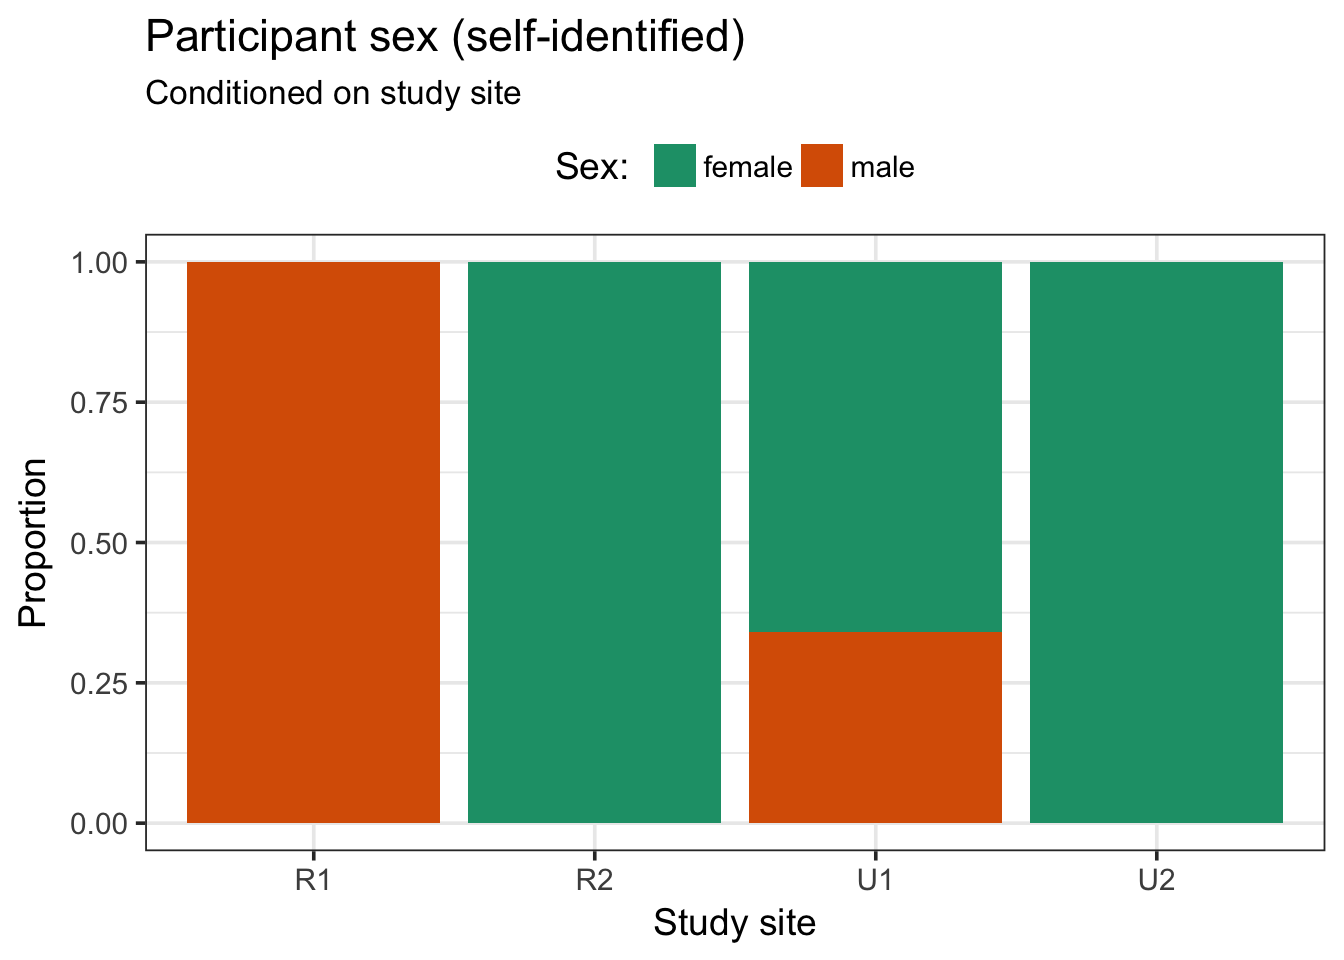 Participant sex (self-identified)
Conditioned on study site
Sex: female male
1.00
0.75
0.50
0.25
0.00
Proportion
R1 R2 U1 U2
Study site